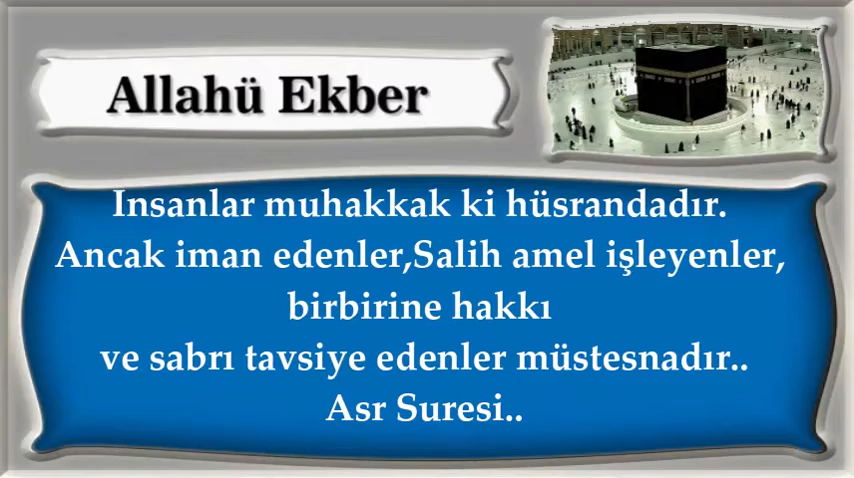 Allahü Ekber
Insanlar muhakkak ki hüsrandadır.
Ancak iman edenler,Salih amel işleyenler,
birbirine hakkı
ve sabrı tavsiye edenler müstesnadır..
Asr Suresi..